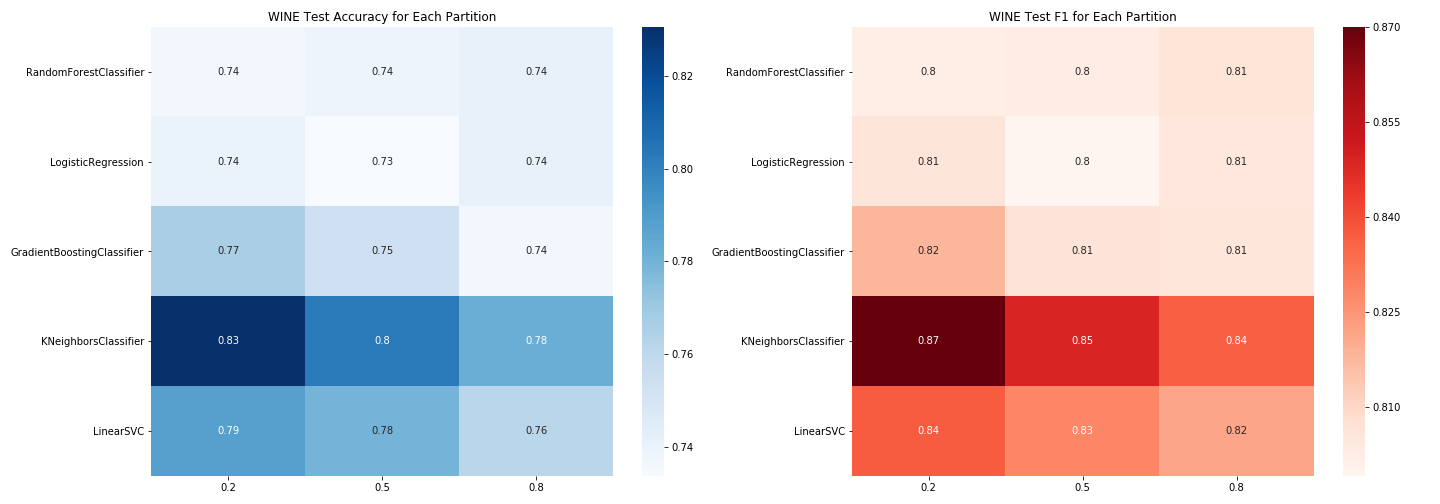 WINE Test Accuracy for Each Partition
RandomForestClassifier 0.74 0.74 0.74
LogisticRegression 0.74 0.73 0.74
GradientBoostingClassifier 0.77 0.75 0.74
KNeighborsClassifier 0.83 0.8 0.78
LinearSVC 0.79 0.78 0.76
0.2 0.5 0.8
0.82
0.80
0.78
0.76
0.74
WINE Test F1 for Each Partition
RandomForestClassifier 0.8 0.8 0.81
LogisticRegression 0.81 0.8 0.81
GradientBoostingClassifier 0.82 0.81 0.81
KNeighborsClassifier 0.87 0.85 0.84
LinearSVC 0.84 0.83 0.82
0.2 0.5 0.8
0.870
0.855
0.840
0.825
0.810